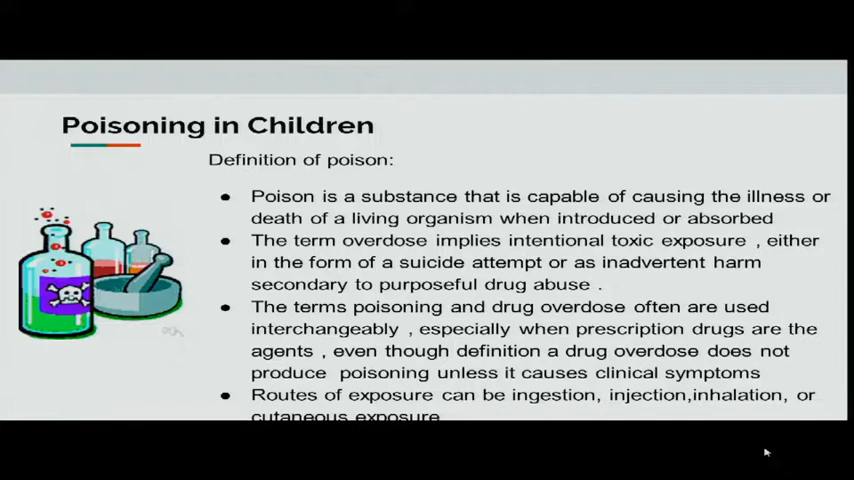 Poisoning in Children
Definition of poison:
● Poison is a substance that is capable of causing the illness or
death of a living organism when introduced or absorbed
● The term overdose implies intentional toxic exposure , either
in the form of a suicide attempt or as inadvertent harm
secondary to purposeful drug abuse .
● The terms poisoning and drug overdose often are used
interchangeably , especially when prescription drugs are the
agents , even though definition a drug overdose does not
produce poisoning unless it causes clinical symptoms
● Routes of exposure can be ingestion, injection,inhalation, or
cutaneous exposure